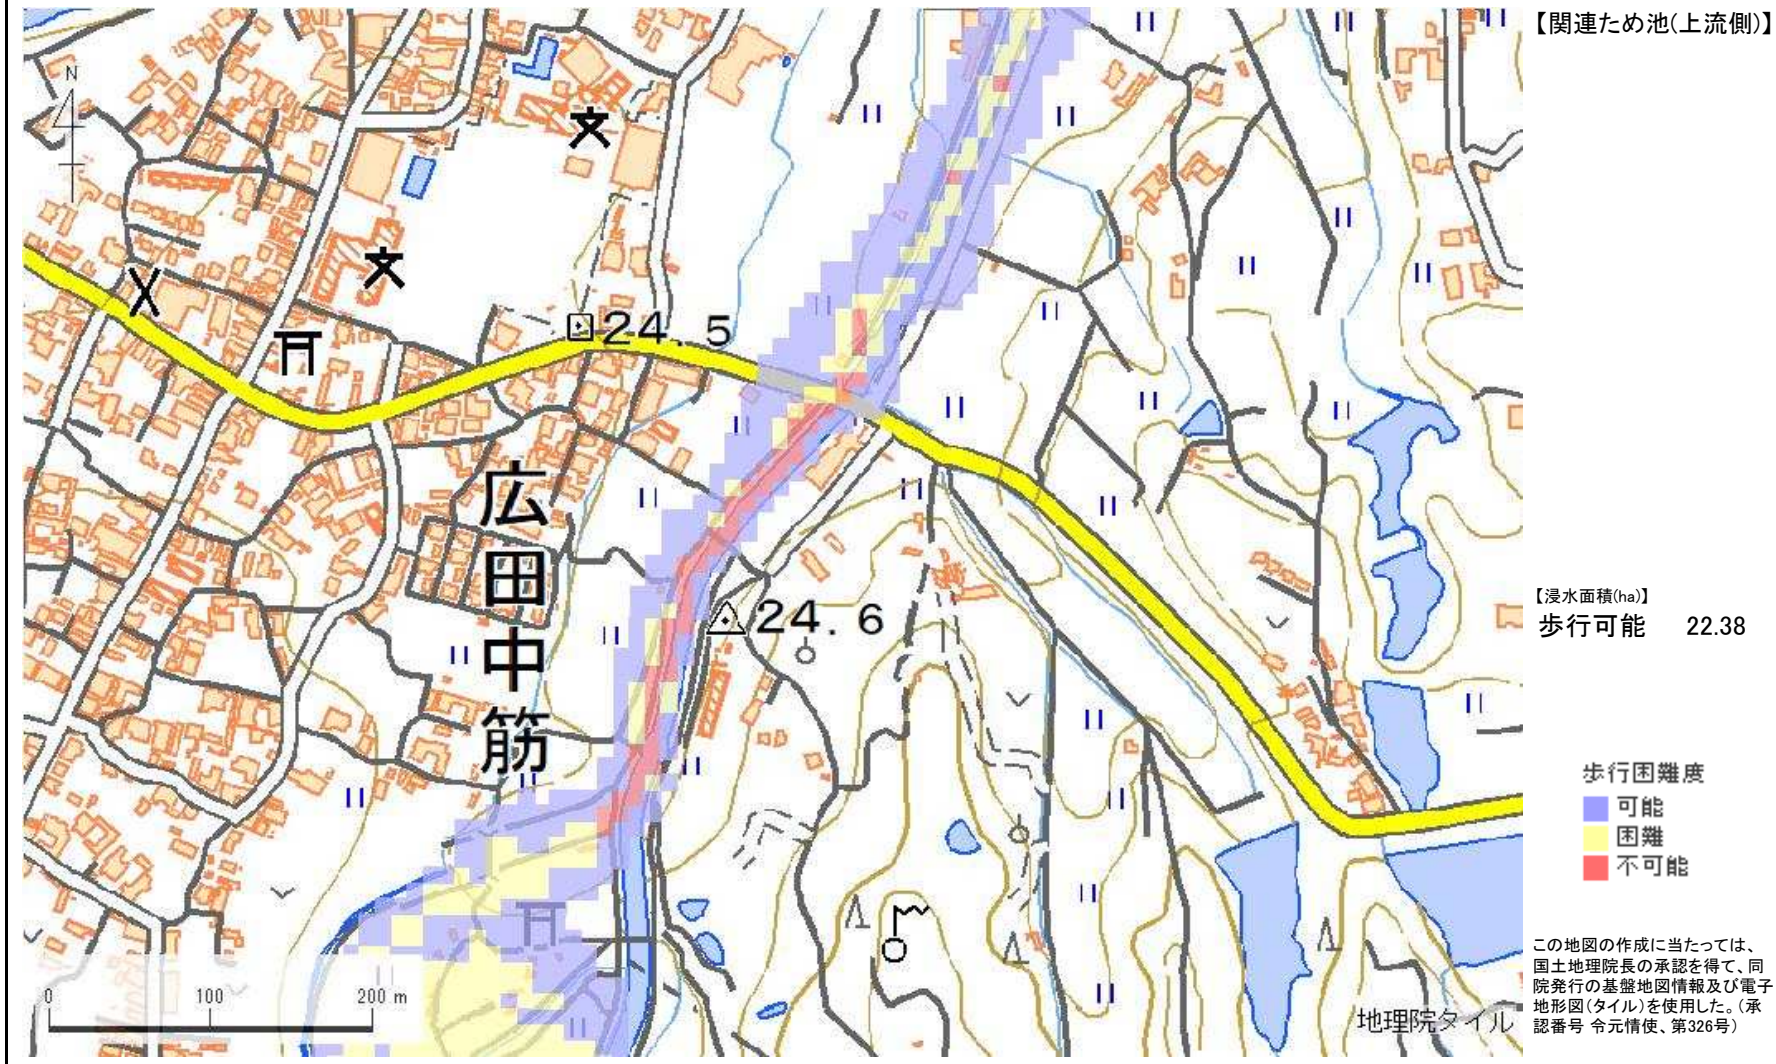 【関連ため池(上流側)】
N
24.5
広田中筋
24.6
【浸水面積(ha)】
歩行可能 22.38
歩行困難度
可能
困難
不可能
0 100 200 m
地理院タイル
この地図の作成に当たっては、
国土地理院長の承認を得て、同
院発行の基盤地図情報及び電子
地形図(タイル)を使用した。(承
認番号 令元情使、第326号)